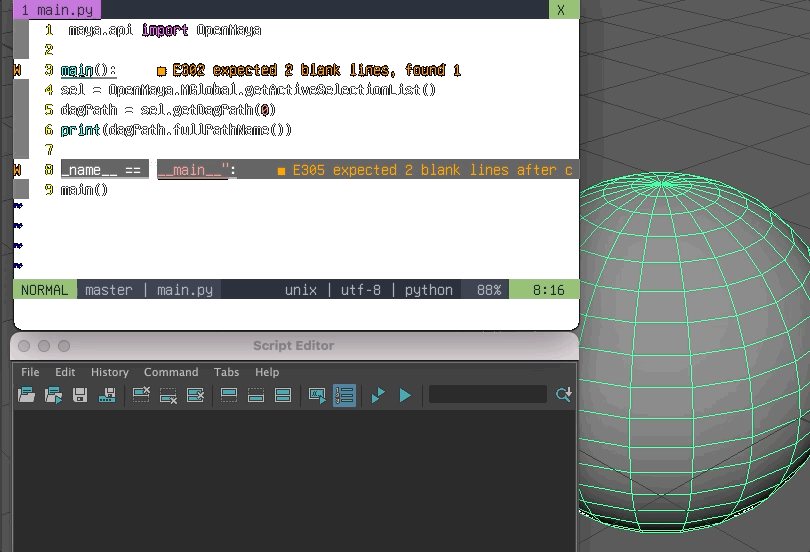 1 main.py X
1 maya.api import OpenMaya
2
W 3 main(): ■ E302 expected 2 blank lines, found 1
4 sel = OpenMaya.MGlobal.getActiveSelectionList()
5 dagPath = sel.getDagPath(0)
6 print(dagPath.fullPathName())
7
W 8 _name__ == __main__": ■ E305 expected 2 blank lines after c
9 main()
~
~
~
~
NORMAL master | main.py unix | utf-8 | python 88% 8:16
Script Editor
File Edit History Command Tabs Help